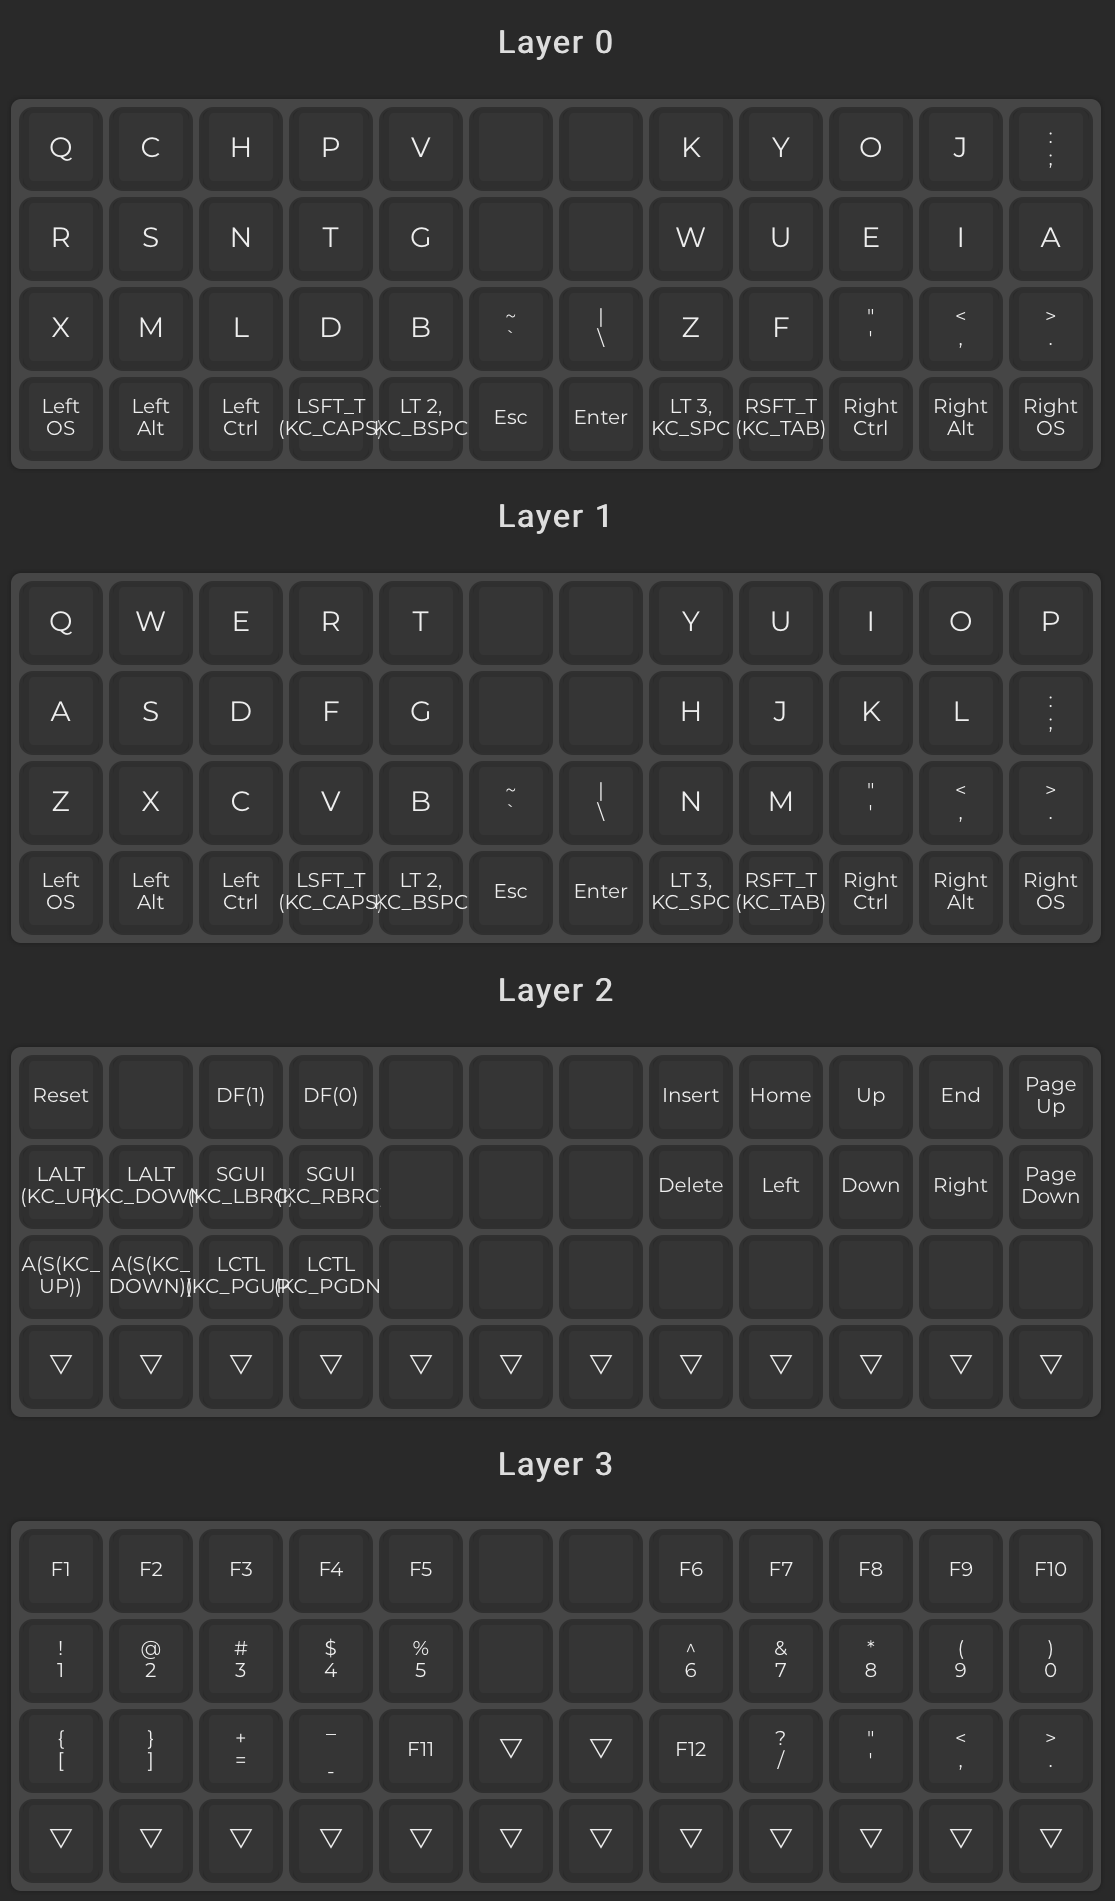 Layer 0
Q C H P V K Y O J :
;
R S N T G W U E I A
X M L D B ~
` |
\ Z F "
' <
, >
.
Left
OS Left
Alt Left
Ctrl LSFT_T
(KC_CAPS) LT 2,
KC_BSPC Esc Enter LT 3,
KC_SPC RSFT_T
(KC_TAB) Right
Ctrl Right
Alt Right
OS
Layer 1
Q W E R T Y U I O P
A S D F G H J K L :
;
Z X C V B ~
` |
\ N M "
' <
, >
.
Left
OS Left
Alt Left
Ctrl LSFT_T
(KC_CAPS) LT 2,
KC_BSPC Esc Enter LT 3,
KC_SPC RSFT_T
(KC_TAB) Right
Ctrl Right
Alt Right
OS
Layer 2
Reset DF(1) DF(0) Insert Home Up End Page
Up
LALT
(KC_UP) LALT
(KC_DOWN) SGUI
(KC_LBRC) SGUI
(KC_RBRC) Delete Left Down Right Page
Down
A(S(KC_
UP)) A(S(KC_
DOWN)) LCTL
(KC_PGUP) LCTL
(KC_PGDN)
▽ ▽ ▽ ▽ ▽ ▽ ▽ ▽ ▽ ▽ ▽ ▽
Layer 3
F1 F2 F3 F4 F5 F6 F7 F8 F9 F10
!
1 @
2 #
3 $
4 %
5 ^
6 &
7 *
8 (
9 )
0
{
[ }
] +
= _
- F11 ▽ ▽ F12 ?
/ "
' <
, >
.
▽ ▽ ▽ ▽ ▽ ▽ ▽ ▽ ▽ ▽ ▽ ▽